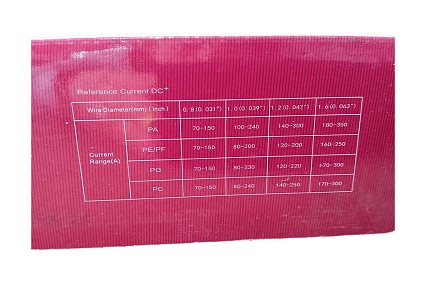 Reference Current DC+
Wire Diameter(mm).(Inch) 0.8(0.031") 1.0(0.039") 1.2(0.047") 1.6(0.063")
Current Range(A)
PA 70-150 100-240 140-300 180-350
PE/PF 70-150 80-200 120-200 160-250
PG 70-150 80-230 120-220 170-300
PC 70-150 80-240 140-250 170-300